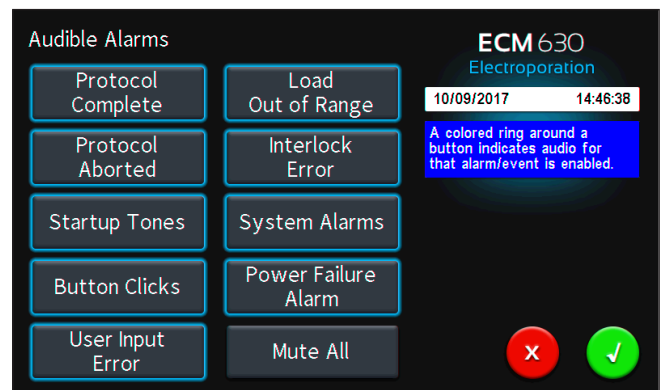 Audible Alarms
Protocol
Complete
Load
Out of Range
Protocol
Aborted
Interlock
Error
Startup Tones
System Alarms
Button Clicks
Power Failure
Alarm
User Input
Error
Mute All
ECM 630
Electroporation
10/09/2017 14:46:38
A colored ring around a
button indicates audio for
that alarm/event is enabled.
X